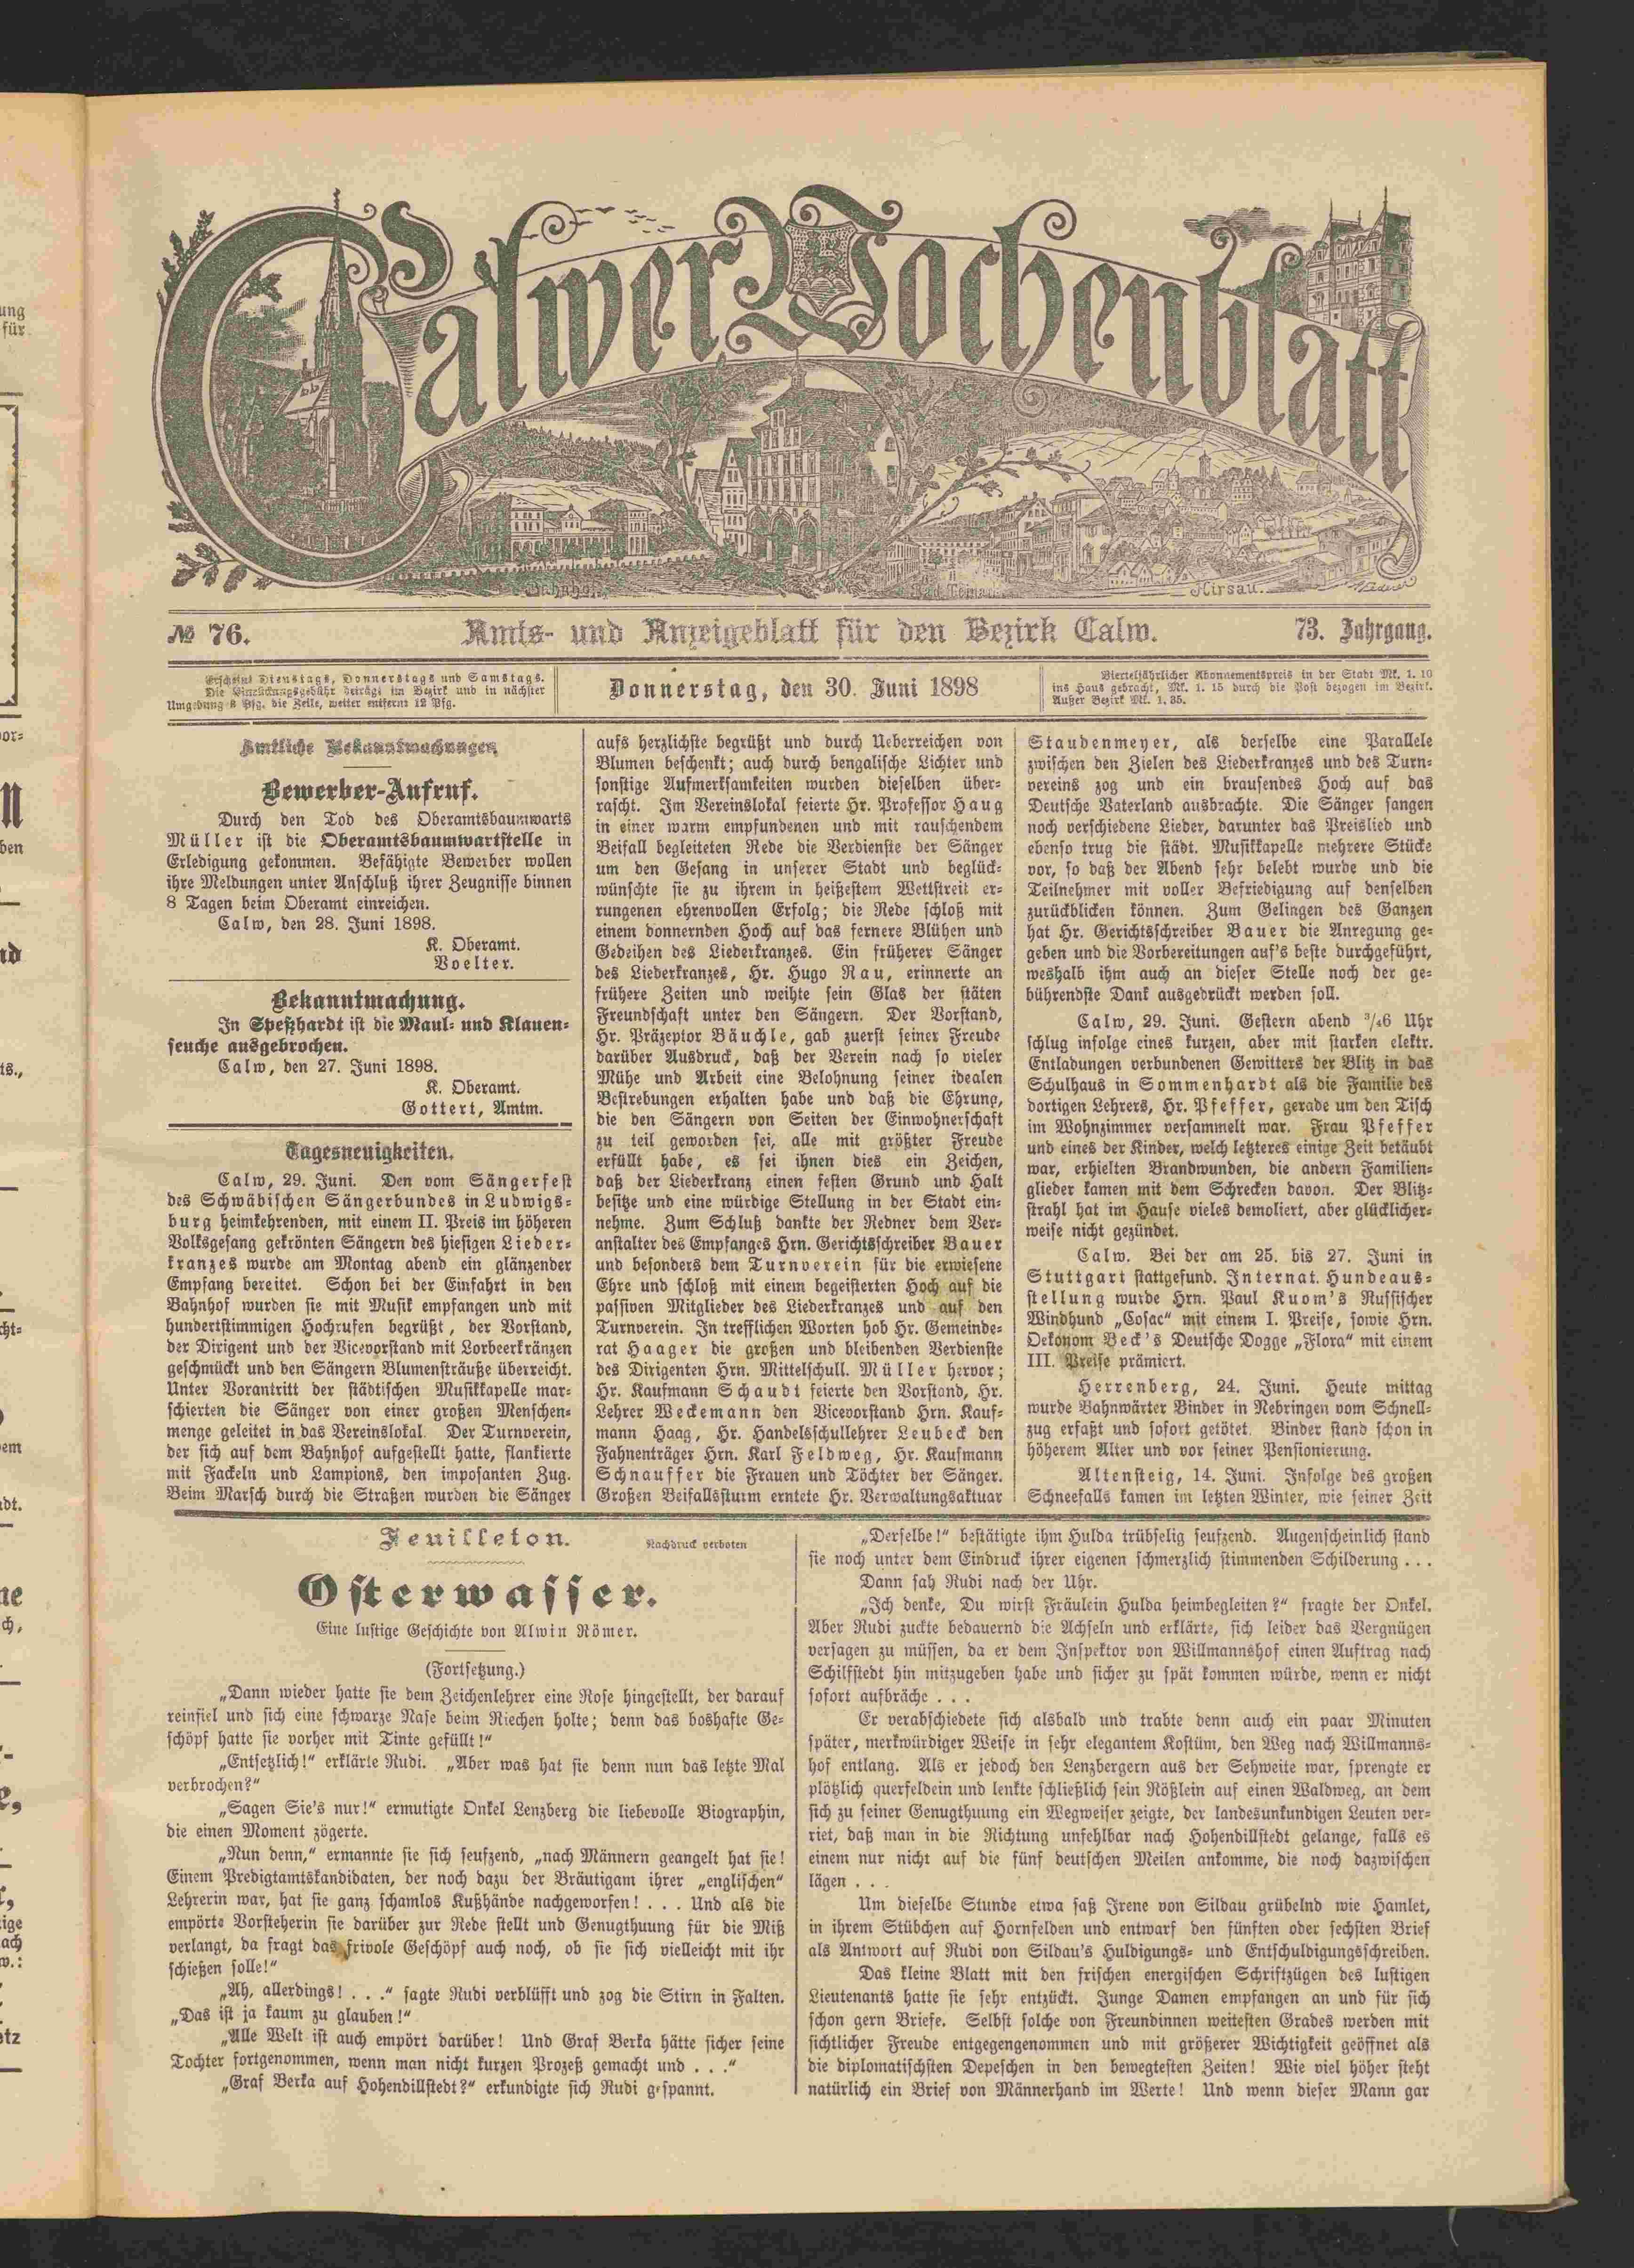 Calwer Wochenblatt
Bahnhof.
Hirsau.
№ 76.
Amts- und Anzeigeblatt für den Bezirk Calw.
73. Jahrgang.
Erscheint Dienstags, Donnerstags und Samstags.
Die Einrückungsgebühr beträgt im Bezirk und in nächster
Umgebung 8 Pfg. die Zeile, weiter entfernt 12 Pfg.
Donnerstag, den 30. Juni 1898
Vierteljährlicher Abonnementspreis in der Stadt Mk. 1. 10
ins Haus gebracht, Mk. 1. 15 durch die Post bezogen im Bezirk.
Außer Bezirk Mk. 1. 35.
Amtliche Bekanntmachungen
Bewerber-Aufruf.
Durch den Tod des Oberamtsbaumwarts
Müller ist die Oberamtsbaumwartstelle in
Erledigung gekommen. Befähigte Bewerber wollen
ihre Meldungen unter Anschluß ihrer Zeugnisse binnen
8 Tagen beim Oberamt einreichen.
Calw, den 28. Juni 1898.
K. Oberamt.
Voelter.
Bekanntmachung.
In Speßhardt ist die Maul- und Klauen-
seuche ausgebrochen.
Calw, den 27. Juni 1898.
K. Oberamt.
Gottert, Amtm.
Tagesneuigkeiten.
Calw, 29. Juni. Den vom Sängerfest
des Schwäbischen Sängerbundes in Ludwigs-
burg heimkehrenden, mit einem II. Preis im höheren
Volksgesang gekrönten Sängern des hiesigen Lieder-
kranzes wurde am Montag abend ein glänzender
Empfang bereitet. Schon bei der Einfahrt in den
Bahnhof wurden sie mit Musik empfangen und mit
hundertstimmigen Hochrufen begrüßt, der Vorstand,
der Dirigent und der Vicevorstand mit Lorbeerkränzen
geschmückt und den Sängern Blumensträuße überreicht.
Unter Vorantritt der städtischen Musikkapelle mar-
schierten die Sänger von einer großen Menschen-
menge geleitet in das Vereinslokal. Der Turnverein,
der sich auf dem Bahnhof aufgestellt hatte, flankierte
mit Fackeln und Lampions, den imposanten Zug.
Beim Marsch durch die Straßen wurden die Sänger
aufs herzlichste begrüßt und durch Ueberreichen von
Blumen beschenkt; auch durch bengalische Lichter und
sonstige Aufmerksamkeiten wurden dieselben über-
rascht. Im Vereinslokal feierte Hr. Professor Haug
in einer warm empfundenen und mit rauschendem
Beifall begleiteten Rede die Verdienste der Sänger
um den Gesang in unserer Stadt und beglück-
wünschte sie zu ihrem in heißestem Wettstreit er-
rungenen ehrenvollen Erfolg; die Rede schloß mit
einem donnernden Hoch auf das fernere Blühen und
Gedeihen des Liederkranzes. Ein früherer Sänger
des Liederkranzes, Hr. Hugo Rau, erinnerte an
frühere Zeiten und weihte sein Glas der stäten
Freundschaft unter den Sängern. Der Vorstand,
Hr. Präzeptor Bäuchle, gab zuerst seiner Freude
darüber Ausdruck, daß der Verein nach so vieler
Mühe und Arbeit eine Belohnung seiner idealen
Bestrebungen erhalten habe und daß die Ehrung,
die den Sängern von Seiten der Einwohnerschaft
zu teil geworden sei, alle mit größter Freude
erfüllt habe, es sei ihnen dies ein Zeichen,
daß der Liederkranz einen festen Grund und Halt
besitze und eine würdige Stellung in der Stadt ein-
nehme. Zum Schluß dankte der Redner dem Ver-
anstalter des Empfanges Hrn. Gerichtsschreiber Bauer
und besonders dem Turnverein für die erwiesene
Ehre und schloß mit einem begeisterten Hoch auf die
passiven Mitglieder des Liederkranzes und auf den
Turnverein. In trefflichen Worten hob Hr. Gemeinde-
rat Haager die großen und bleibenden Verdienste
des Dirigenten Hrn. Mittelschull. Müller hervor;
Hr. Kaufmann Schaudt feierte den Vorstand, Hr.
Lehrer Weckemann den Vicevorstand Hrn. Kauf-
mann Haag, Hr. Handelsschullehrer Leubeck den
Fahnenträger Hrn. Karl Feldweg, Hr. Kaufmann
Schnauffer die Frauen und Töchter der Sänger.
Großen Beifallssturm erntete Hr. Verwaltungsaktuar
Staudenmeyer, als derselbe eine Parallele
zwischen den Zielen des Liederkranzes und des Turn-
vereins zog und ein brausendes Hoch auf das
Deutsche Vaterland ausbrachte. Die Sänger sangen
noch verschiedene Lieder, darunter das Preislied und
ebenso trug die städt. Musikkapelle mehrere Stücke
vor, so daß der Abend sehr belebt wurde und die
Teilnehmer mit voller Befriedigung auf denselben
zurückblicken können. Zum Gelingen des Ganzen
hat Hr. Gerichtsschreiber Bauer die Anregung ge-
geben und die Vorbereitungen auf's beste durchgeführt,
weshalb ihm auch an dieser Stelle noch der ge-
bührendste Dank ausgedrückt werden soll.
Calw, 29. Juni. Gestern abend ³/₄6 Uhr
schlug infolge eines kurzen, aber mit starken elektr.
Entladungen verbundenen Gewitters der Blitz in das
Schulhaus in Sommenhardt als die Familie des
dortigen Lehrers, Hr. Pfeffer, gerade um den Tisch
im Wohnzimmer versammelt war. Frau Pfeffer
und eines der Kinder, welch letzteres einige Zeit betäubt
war, erhielten Brandwunden, die andern Familien-
glieder kamen mit dem Schrecken davon. Der Blitz-
strahl hat im Hause vieles demoliert, aber glücklicher-
weise nicht gezündet.
Calw. Bei der am 25. bis 27. Juni in
Stuttgart stattgefund. Internat. Hundeaus-
stellung wurde Hrn. Paul Kuom's Russischer
Windhund „Cosac" mit einem I. Preise, sowie Hrn.
Oekonom Beck's Deutsche Dogge „Flora" mit einem
III. Preise prämiert.
Herrenberg, 24. Juni. Heute mittag
wurde Bahnwärter Binder in Nebringen vom Schnell-
zug erfaßt und sofort getötet. Binder stand schon in
höherem Alter und vor seiner Pensionierung.
Altensteig, 14. Juni. Infolge des großen
Schneefalls kamen im letzten Winter, wie seiner Zeit
Feuilleton.
Nachdruck verboten
Osterwasser.
Eine lustige Geschichte von Alwin Römer.
(Fortsetzung.)
„Dann wieder hatte sie dem Zeichenlehrer eine Rose hingestellt, der darauf
reinfiel und sich eine schwarze Nase beim Riechen holte; denn das boshafte Ge-
schöpf hatte sie vorher mit Tinte gefüllt!"
„Entsetzlich!" erklärte Rudi. „Aber was hat sie denn nun das letzte Mal
verbrochen?"
„Sagen Sie's nur!" ermutigte Onkel Lenzberg die liebevolle Biographin,
die einen Moment zögerte.
„Nun denn," ermannte sie sich seufzend, „nach Männern geangelt hat sie!
Einem Predigtamtskandidaten, der noch dazu der Bräutigam ihrer „englischen"
Lehrerin war, hat sie ganz schamlos Kußhände nachgeworfen! . . . Und als die
empörte Vorsteherin sie darüber zur Rede stellt und Genugthuung für die Miß
verlangt, da fragt das frivole Geschöpf auch noch, ob sie sich vielleicht mit ihr
schießen solle!"
„Ah, allerdings! . . ." sagte Rudi verblüfft und zog die Stirn in Falten.
„Das ist ja kaum zu glauben!"
„Alle Welt ist auch empört darüber! Und Graf Berka hätte sicher seine
Tochter fortgenommen, wenn man nicht kurzen Prozeß gemacht und . . ."
„Graf Berka auf Hohendillstedt?" erkundigte sich Rudi gespannt.
„Derselbe!" bestätigte ihm Hulda trübselig seufzend. Augenscheinlich stand
sie noch unter dem Eindruck ihrer eigenen schmerzlich stimmenden Schilderung . . .
Dann sah Rudi nach der Uhr.
„Ich denke, Du wirst Fräulein Hulda heimbegleiten?" fragte der Onkel.
Aber Rudi zuckte bedauernd die Achseln und erklärte, sich leider das Vergnügen
versagen zu müssen, da er dem Inspektor von Willmannshof einen Auftrag nach
Schilfstedt hin mitzugeben habe und sicher zu spät kommen würde, wenn er nicht
sofort aufbräche . . .
Er verabschiedete sich alsbald und trabte denn auch ein paar Minuten
später, merkwürdiger Weise in sehr elegantem Kostüm, den Weg nach Willmanns-
hof entlang. Als er jedoch den Lenzbergern aus der Sehweite war, sprengte er
plötzlich querfeldein und lenkte schließlich sein Rößlein auf einen Waldweg, an dem
sich zu seiner Genugthuung ein Wegweiser zeigte, der landesunkundigen Leuten ver-
riet, daß man in die Richtung unfehlbar nach Hohendillstedt gelange, falls es
einem nur nicht auf die fünf deutschen Meilen ankomme, die noch dazwischen
lägen . . .
Um dieselbe Stunde etwa saß Irene von Sildau grübelnd wie Hamlet,
in ihrem Stübchen auf Hornfelden und entwarf den fünften oder sechsten Brief
als Antwort auf Rudi von Sildau's Huldigungs- und Entschuldigungsschreiben.
Das kleine Blatt mit den frischen energischen Schriftzügen des lustigen
Lieutenants hatte sie sehr entzückt. Junge Damen empfangen an und für sich
schon gern Briefe. Selbst solche von Freundinnen weitesten Grades werden mit
sichtlicher Freude entgegengenommen und mit größerer Wichtigkeit geöffnet als
die diplomatischsten Depeschen in den bewegtesten Zeiten! Wie viel höher steht
natürlich ein Brief von Männerhand im Werte! Und wenn dieser Mann gar